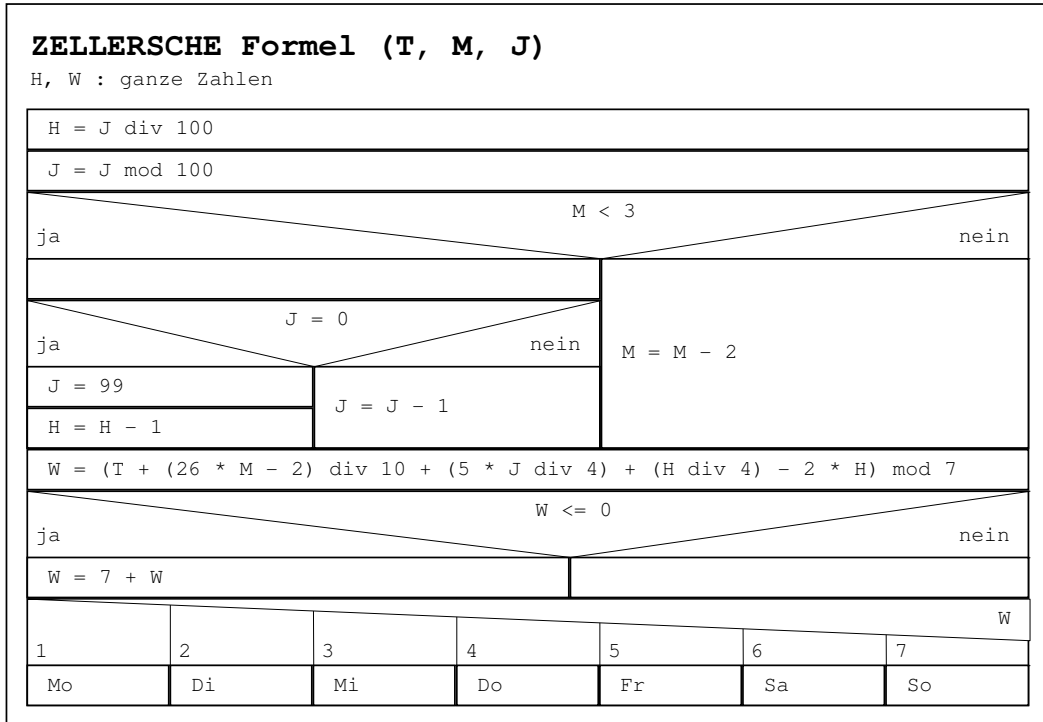 ZELLERSCHE Formel (T, M, J)
H, W : ganze Zahlen
H = J div 100
J = J mod 100
M < 3
ja nein
J = 0
ja nein
M = M − 2
J = 99
J = J − 1
H = H − 1
W = (T + (26 * M − 2) div 10 + (5 * J div 4) + (H div 4) − 2 * H) mod 7
W <= 0
ja nein
W = 7 + W
W
1 2 3 4 5 6 7
Mo Di Mi Do Fr Sa So